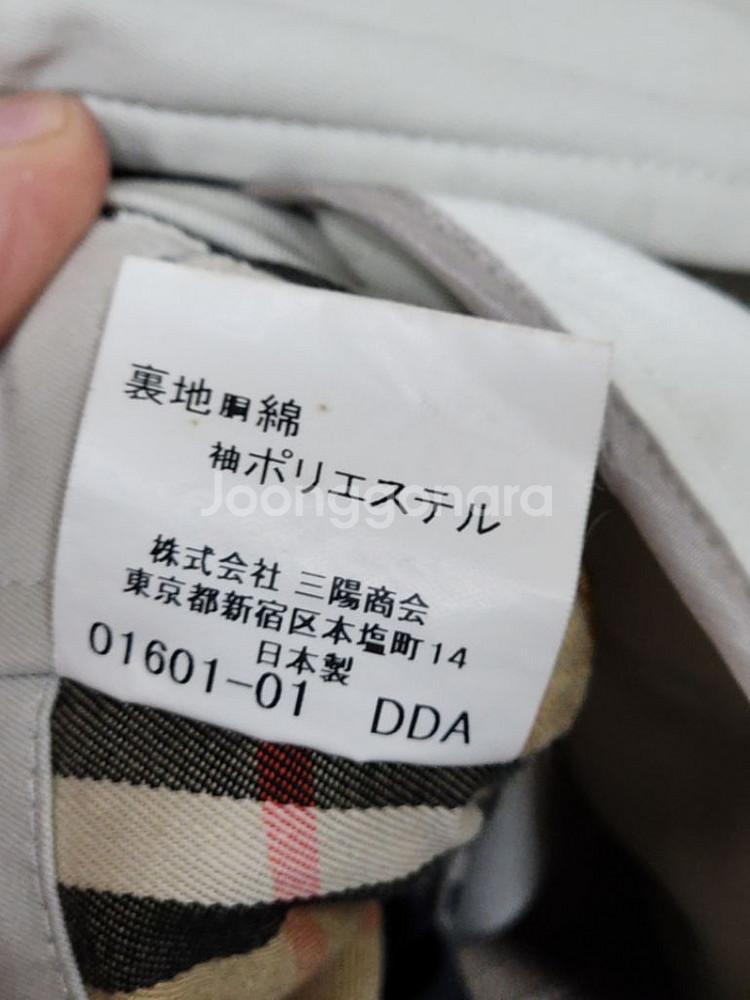 裏地胴綿
袖ポリエステル
Joonggonara
株式会社 三陽商会
東京都新宿区本塩町14
日本製
01601-01 DDA